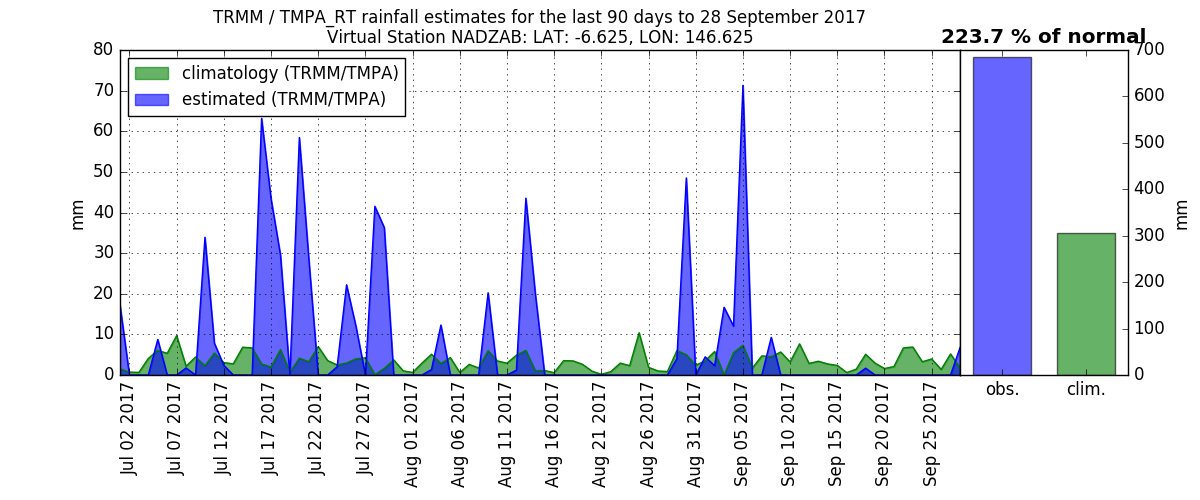 TRMM / TMPA_RT rainfall estimates for the last 90 days to 28 September 2017
Virtual Station NADZAB: LAT: -6.625, LON: 146.625
223.7 % of normal
climatology (TRMM/TMPA)
estimated (TRMM/TMPA)
80
70
60
50
40
30
20
10
0
mm
Jul 02 2017
Jul 07 2017
Jul 12 2017
Jul 17 2017
Jul 22 2017
Jul 27 2017
Aug 01 2017
Aug 06 2017
Aug 11 2017
Aug 16 2017
Aug 21 2017
Aug 26 2017
Aug 31 2017
Sep 05 2017
Sep 10 2017
Sep 15 2017
Sep 20 2017
Sep 25 2017
obs.
clim.
700
600
500
400
300
200
100
0
mm